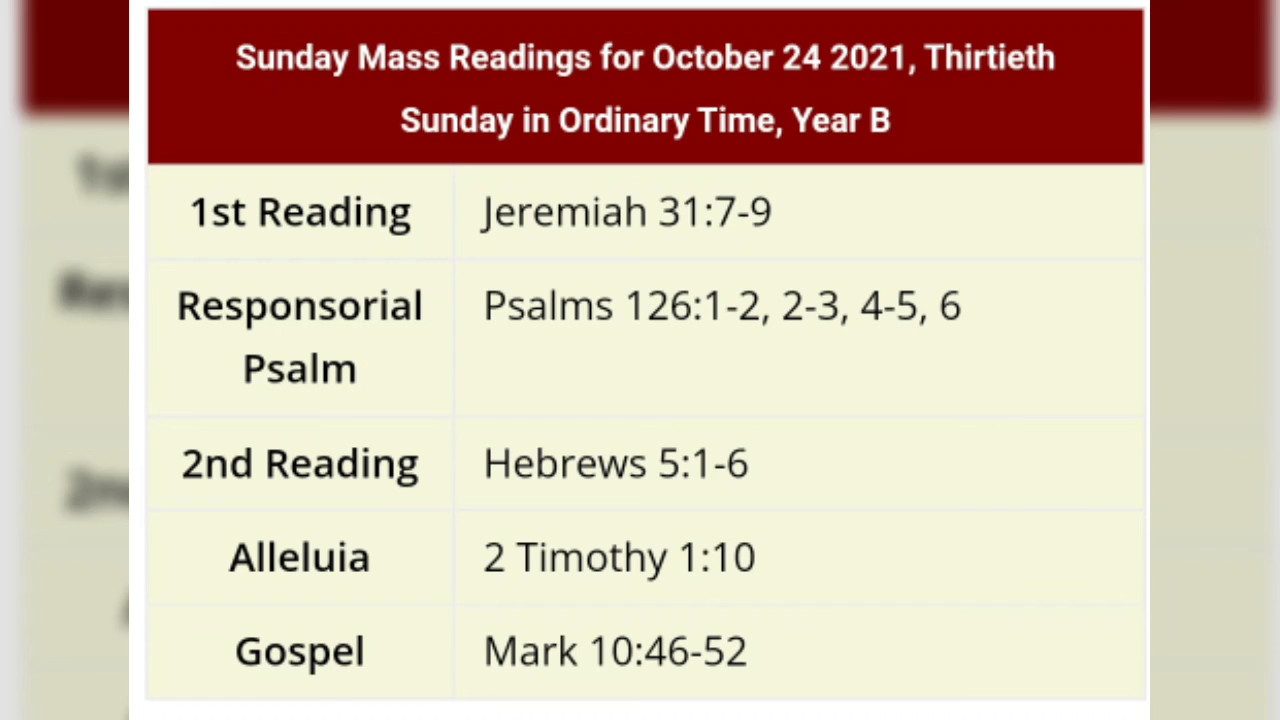 Sunday Mass Readings for October 24 2021, Thirtieth
Sunday in Ordinary Time, Year B
1st Reading Jeremiah 31:7-9
Responsorial Psalms 126:1-2, 2-3, 4-5, 6
Psalm
2nd Reading Hebrews 5:1-6
Alleluia 2 Timothy 1:10
Gospel Mark 10:46-52